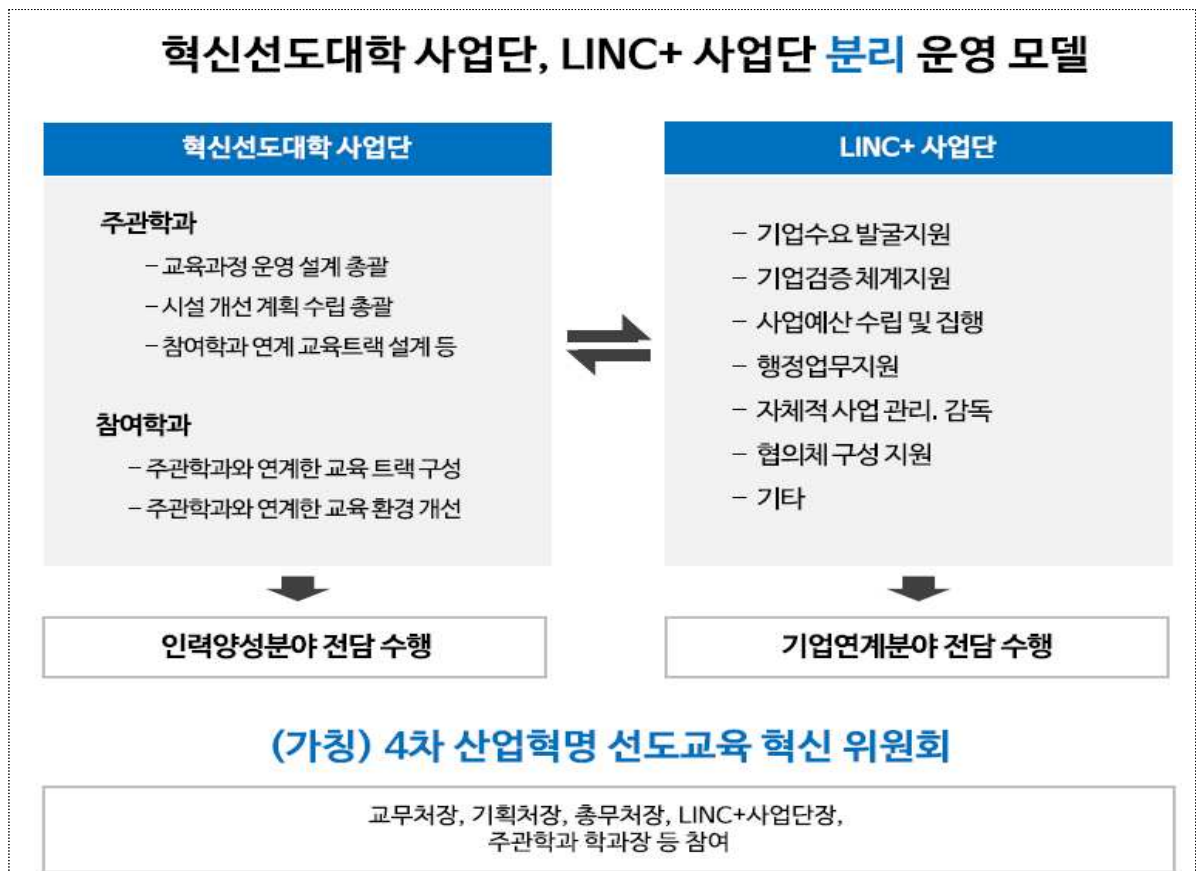 혁신선도대학 사업단, LINC+ 사업단 분리 운영 모델
혁신선도대학 사업단
주관학과
– 교육과정 운영 설계 총괄
– 시설 개선 계획 수립 총괄
– 참여학과 연계 교육트랙 설계 등
참여학과
– 주관학과와 연계한 교육 트랙 구성
– 주관학과와 연계한 교육 환경 개선
인력양성분야 전담 수행
LINC+ 사업단
– 기업수요 발굴지원
– 기업검증 체계지원
– 사업예산 수립 및 집행
– 행정업무지원
– 자체적 사업 관리. 감독
– 협의체 구성 지원
– 기타
기업연계분야 전담 수행
(가칭) 4차 산업혁명 선도교육 혁신 위원회
교무처장, 기획처장, 총무처장, LINC+사업단장,
주관학과 학과장 등 참여